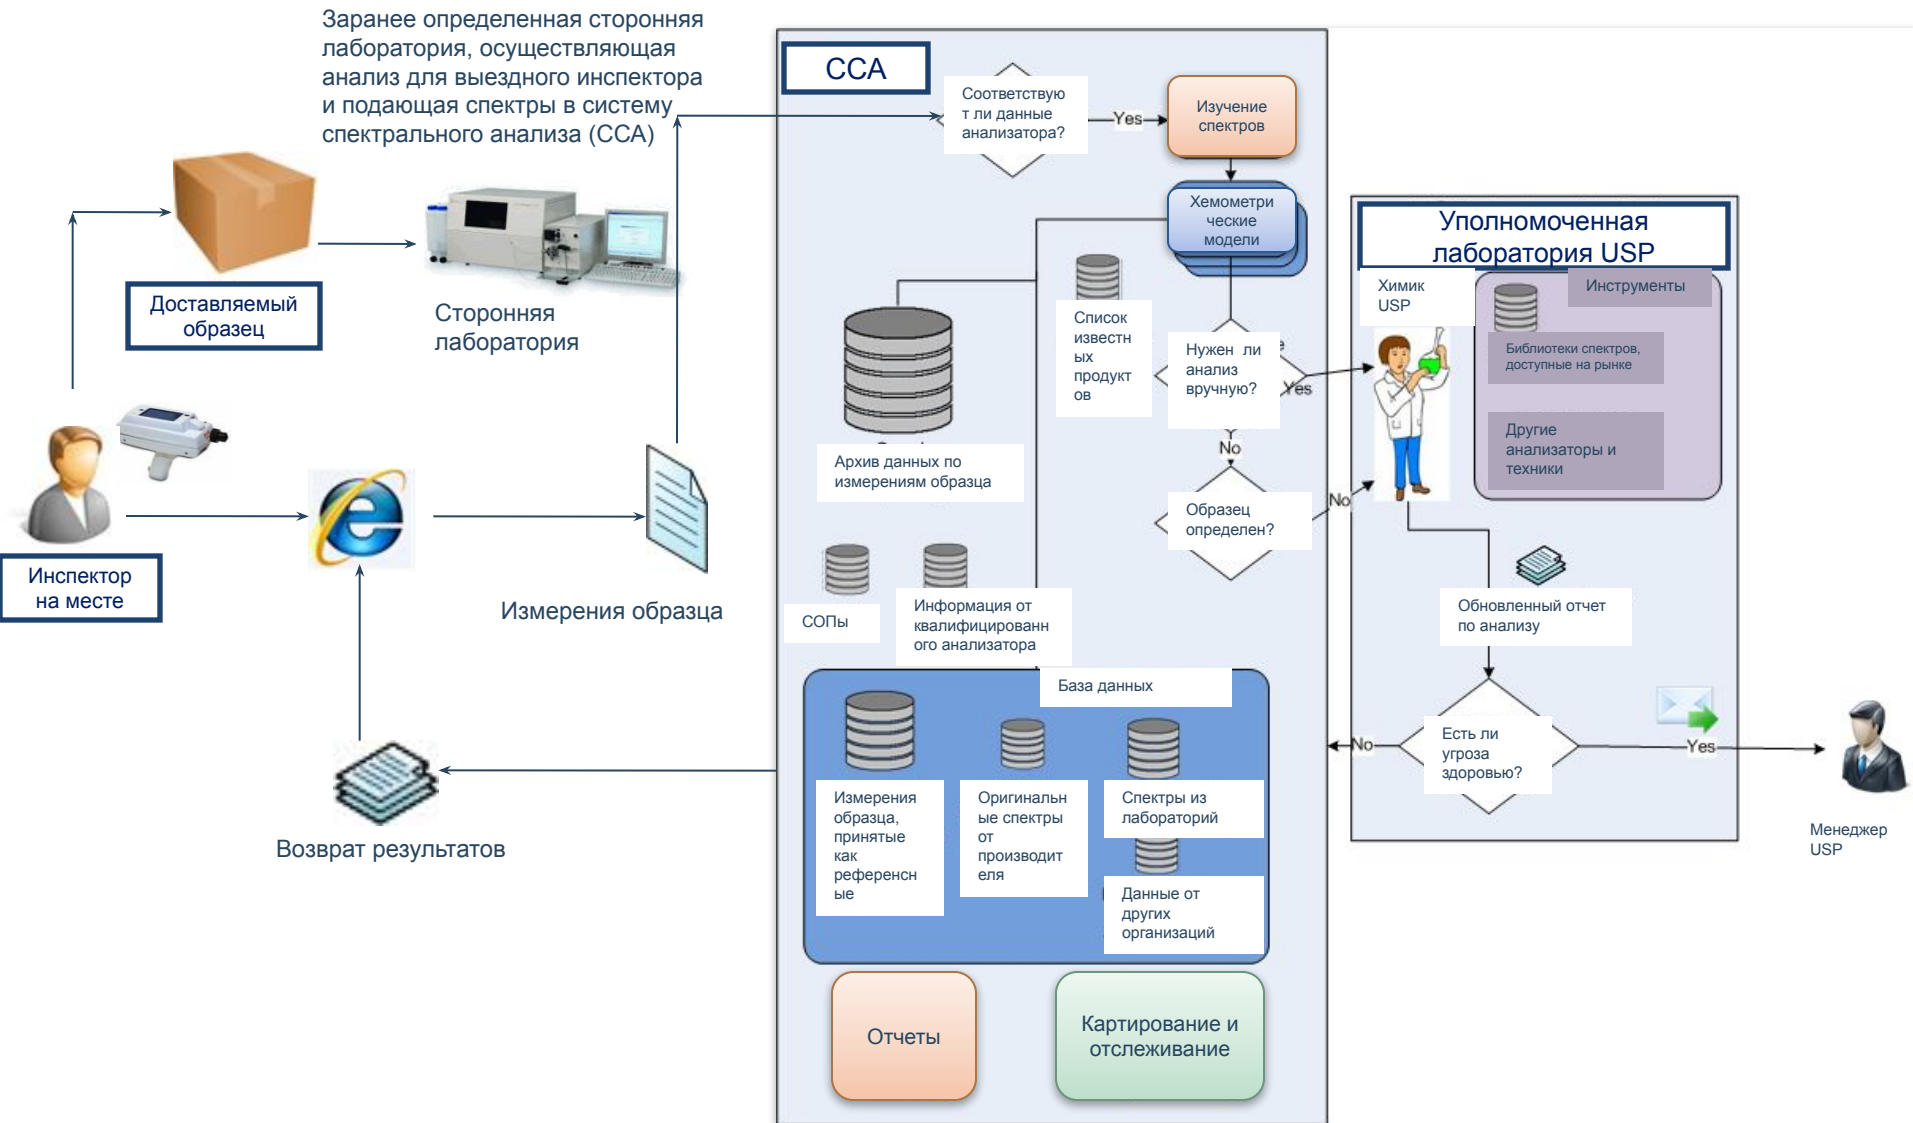 Заранее определенная сторонняя
лаборатория, осуществляющая
анализ для выездного инспектора
и подающая спектры в систему
спектрального анализа (ССА)
Доставляемый
образец
Сторонняя
лаборатория
Инспектор
на месте
Измерения образца
Возврат результатов
ССА
Соответствую
т ли данные
анализатора?
Yes
Изучение
спектров
Хемометри
ческие
модели
Список
известн
ых
продукт
ов
Нужен ли
анализ
вручную?
Yes
No
Архив данных по
измерениям образца
Образец
определен?
No
СОПы
Информация от
квалифицированн
ого анализатора
База данных
Измерения
образца,
принятые
как
референсн
ые
Оригинальн
ые спектры
от
производит
еля
Спектры из
лабораторий
Данные от
других
организаций
Отчеты
Картирование и
отслеживание
Уполномоченная
лаборатория USP
Химик
USP
Инструменты
Библиотеки спектров,
доступные на рынке
Другие
анализаторы и
техники
Обновленный отчет
по анализу
Есть ли
угроза
здоровью?
No
Yes
Менеджер
USP